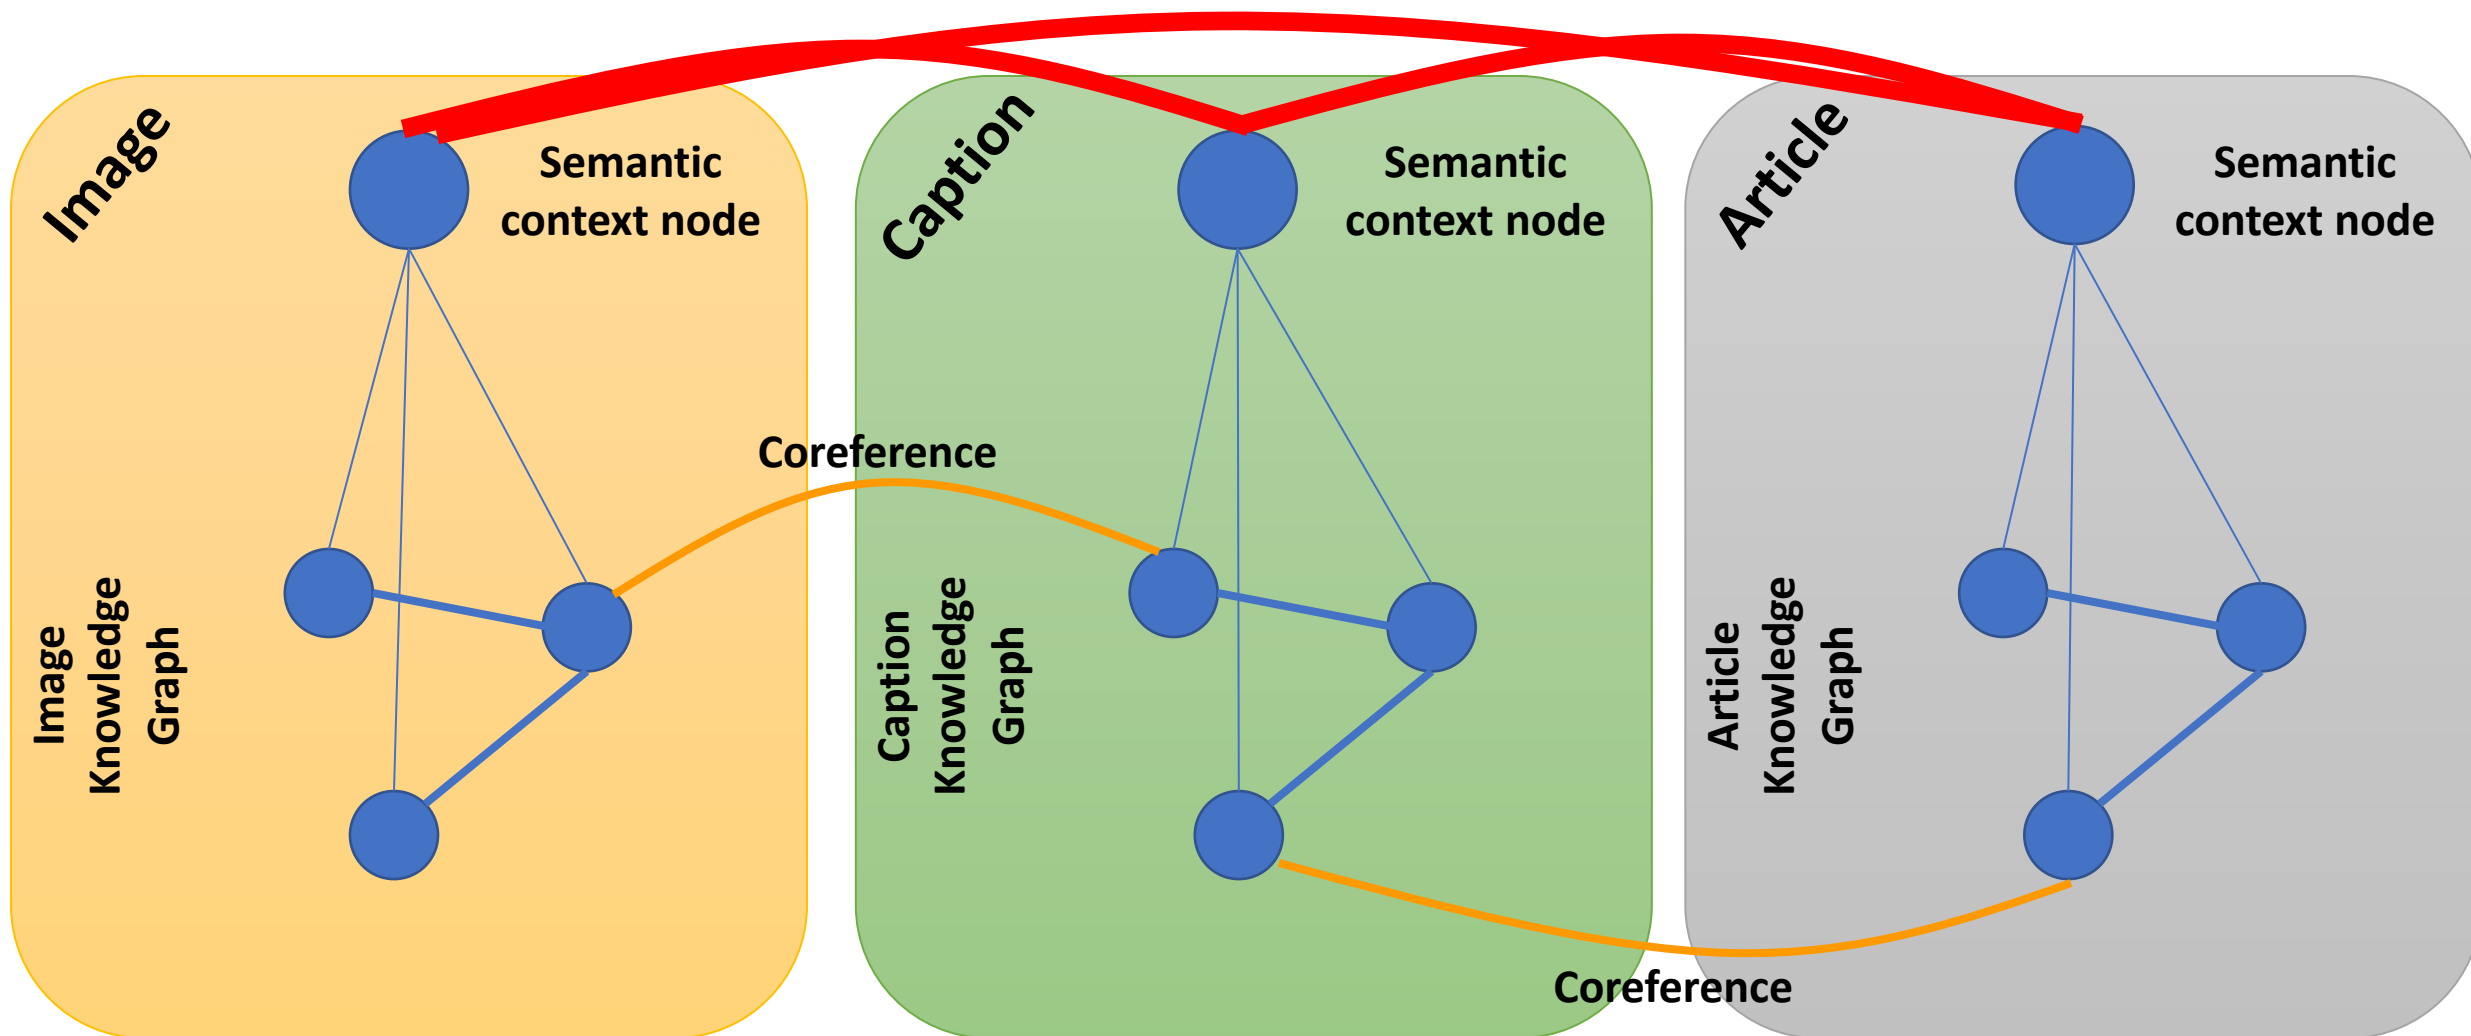 Image
Semantic
context node
Image
Knowledge
Graph
Coreference
Caption
Semantic
context node
Caption
Knowledge
Graph
Coreference
Article
Semantic
context node
Article
Knowledge
Graph